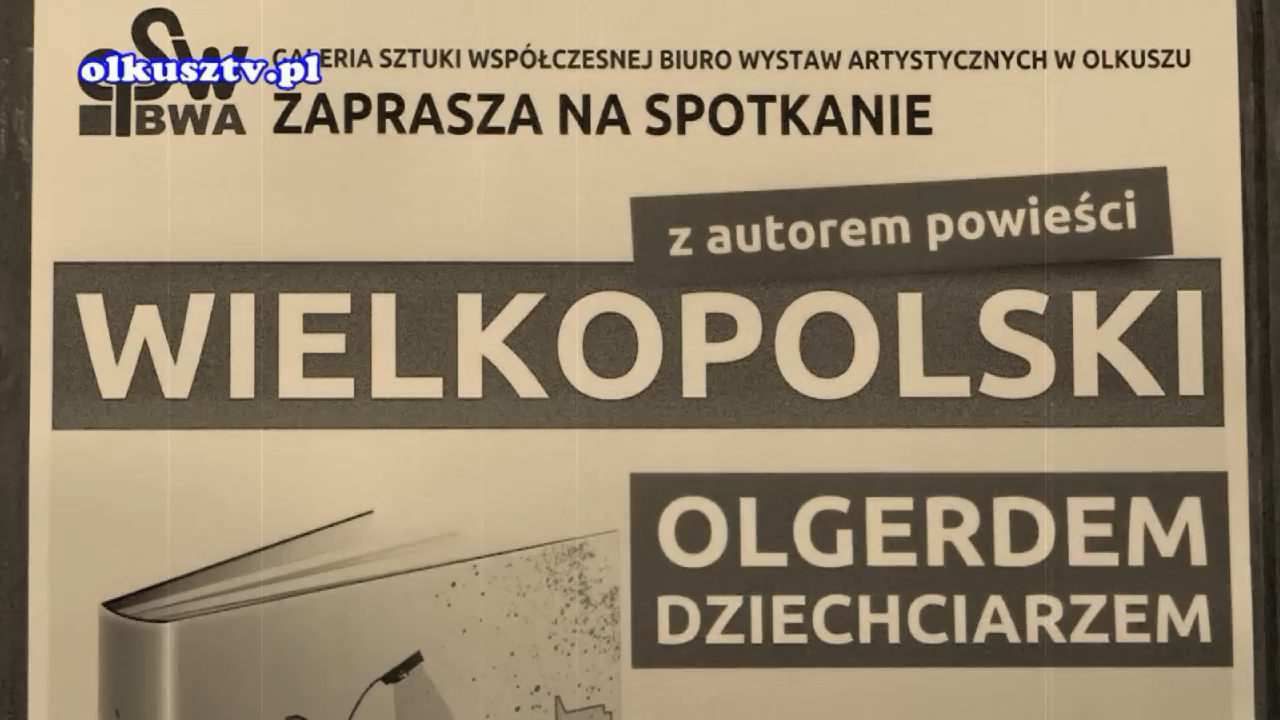 olkusztv.pl
GALERIA SZTUKI WSPÓŁCZESNEJ BIURO WYSTAW ARTYSTYCZNYCH W OLKUSZU
BWA
ZAPRASZA NA SPOTKANIE
z autorem powieści
WIELKOPOLSKI
OLGERDEM
DZIECHCIARZEM